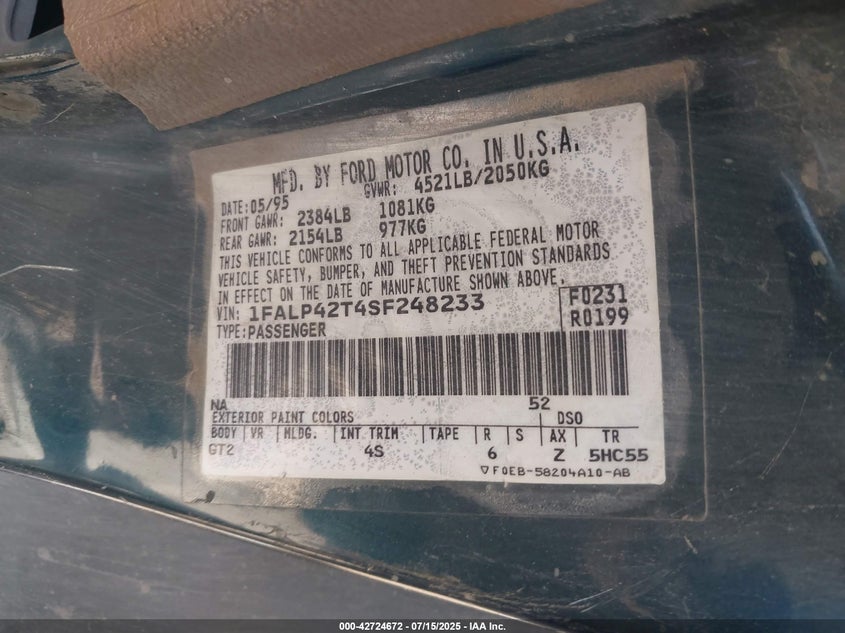 MFD. BY FORD MOTOR CO. IN U.S.A.
DATE: 05/95 GVWR: 4521LB/2050KG
FRONT GAWR: 2384LB 1081KG
REAR GAWR: 2154LB 977KG
THIS VEHICLE CONFORMS TO ALL APPLICABLE FEDERAL MOTOR
VEHICLE SAFETY, BUMPER, AND THEFT PREVENTION STANDARDS
IN EFFECT ON THE DATE OF MANUFACTURE SHOWN ABOVE.
VIN: 1FALP42T4SF248233 F0231
TYPE: PASSENGER R0199
NA 52
EXTERIOR PAINT COLORS DSO
BODY VR MLDG. INT TRIM TAPE R S AX TR
GT2 4S 6 Z 5HC55
F0EB-58204A10-AB
000-42724672 / 07/15/2025 - IAA Inc.